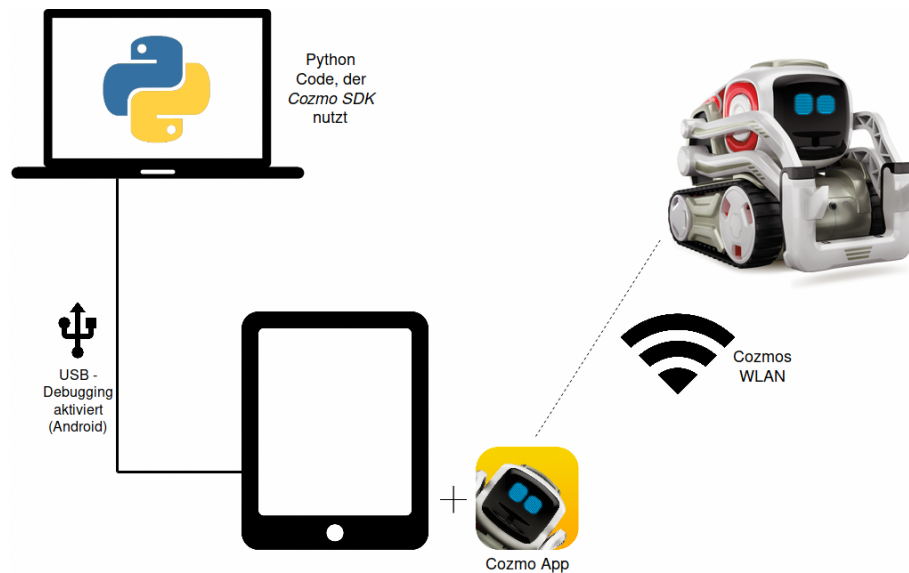 Python
Code, der
Cozmo SDK
nutzt
USB -
Debugging
aktiviert
(Android)
Cozmos
WLAN
Cozmo App